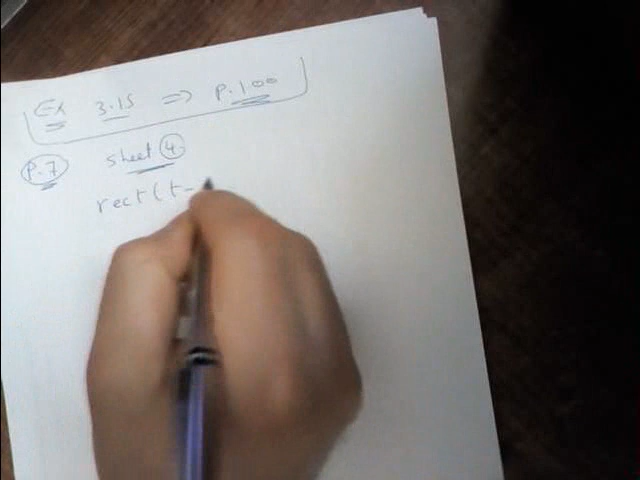 Ex 3.15 => P.100
P.7 sheet 4.
rect(t-